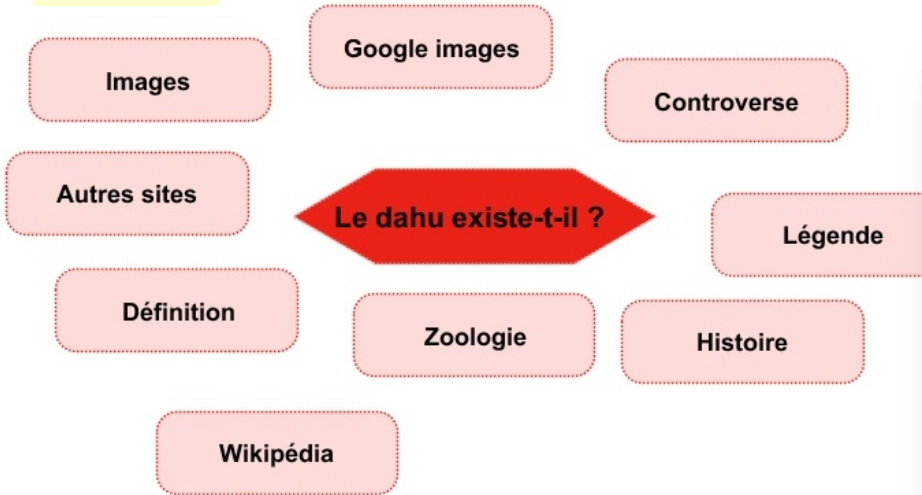 Google images
Images
Controverse
Autres sites
Le dahu existe-t-il ?
Légende
Définition
Zoologie
Histoire
Wikipédia